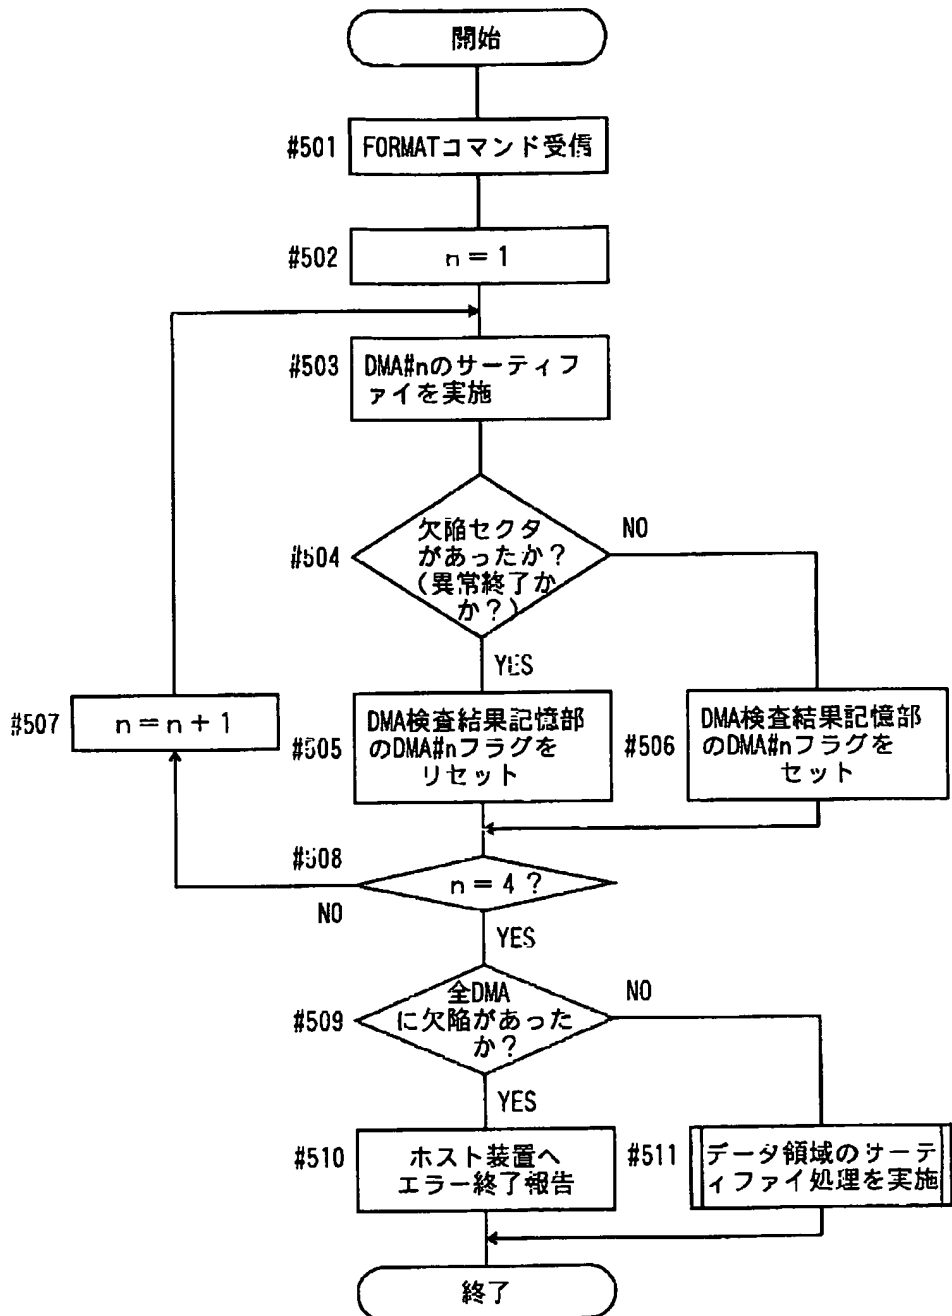 開始
#501
FORMATコマンド受信
#502
n = 1
#503
DMA#nのサーティフ
ァイを実施
#504
欠陥セクタ
があったか?
(異常終了か
か?)
NO
YES
#507
n = n + 1
#505
DMA検査結果記憶部
のDMA#nフラグを
リセット
#506
DMA検査結果記憶部
のDMA#nフラグを
セット
#508
n = 4 ?
NO
YES
#509
全DMA
に欠陥があった
か?
NO
YES
#510
ホスト装置へ
エラー終了報告
#511
データ領域のサーテ
ィファイ処理を実施
終了